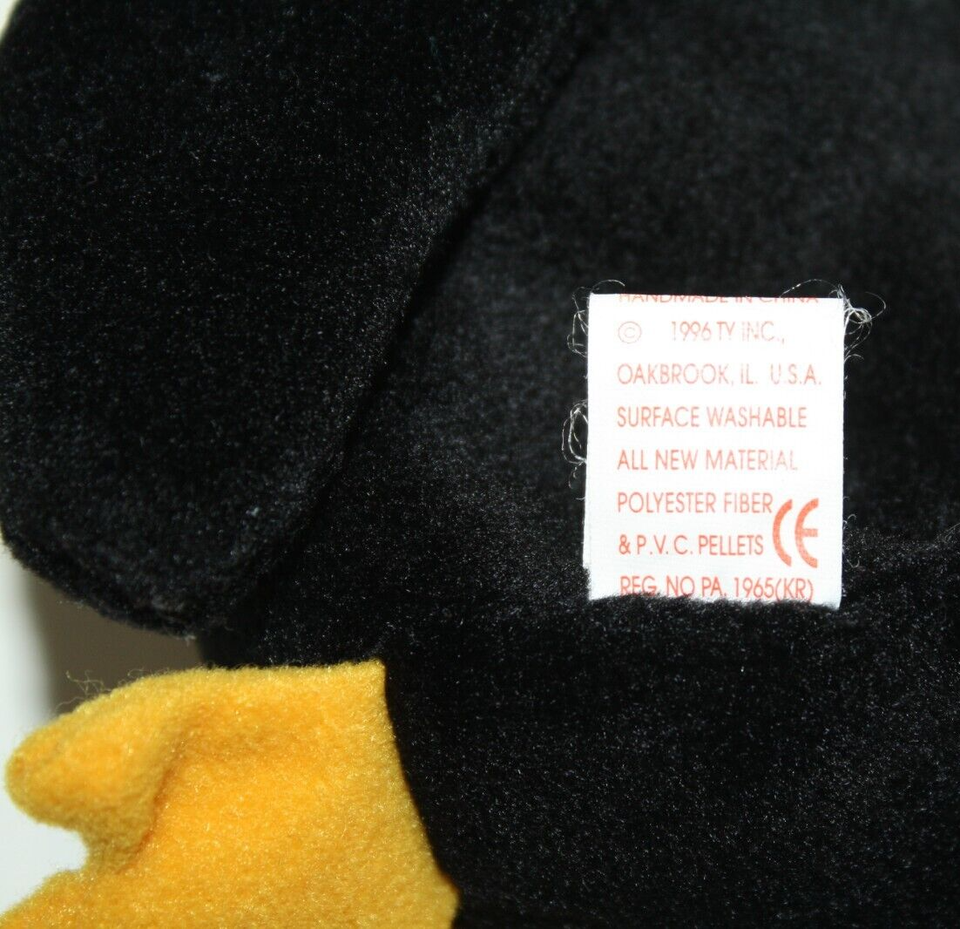 HANDMADE IN CHINA
© 1996 TY INC.,
OAKBROOK, IL. U.S.A.
SURFACE WASHABLE
ALL NEW MATERIAL
POLYESTER FIBER
& P.V.C. PELLETS CE
REG. NO PA. 1965(KR)